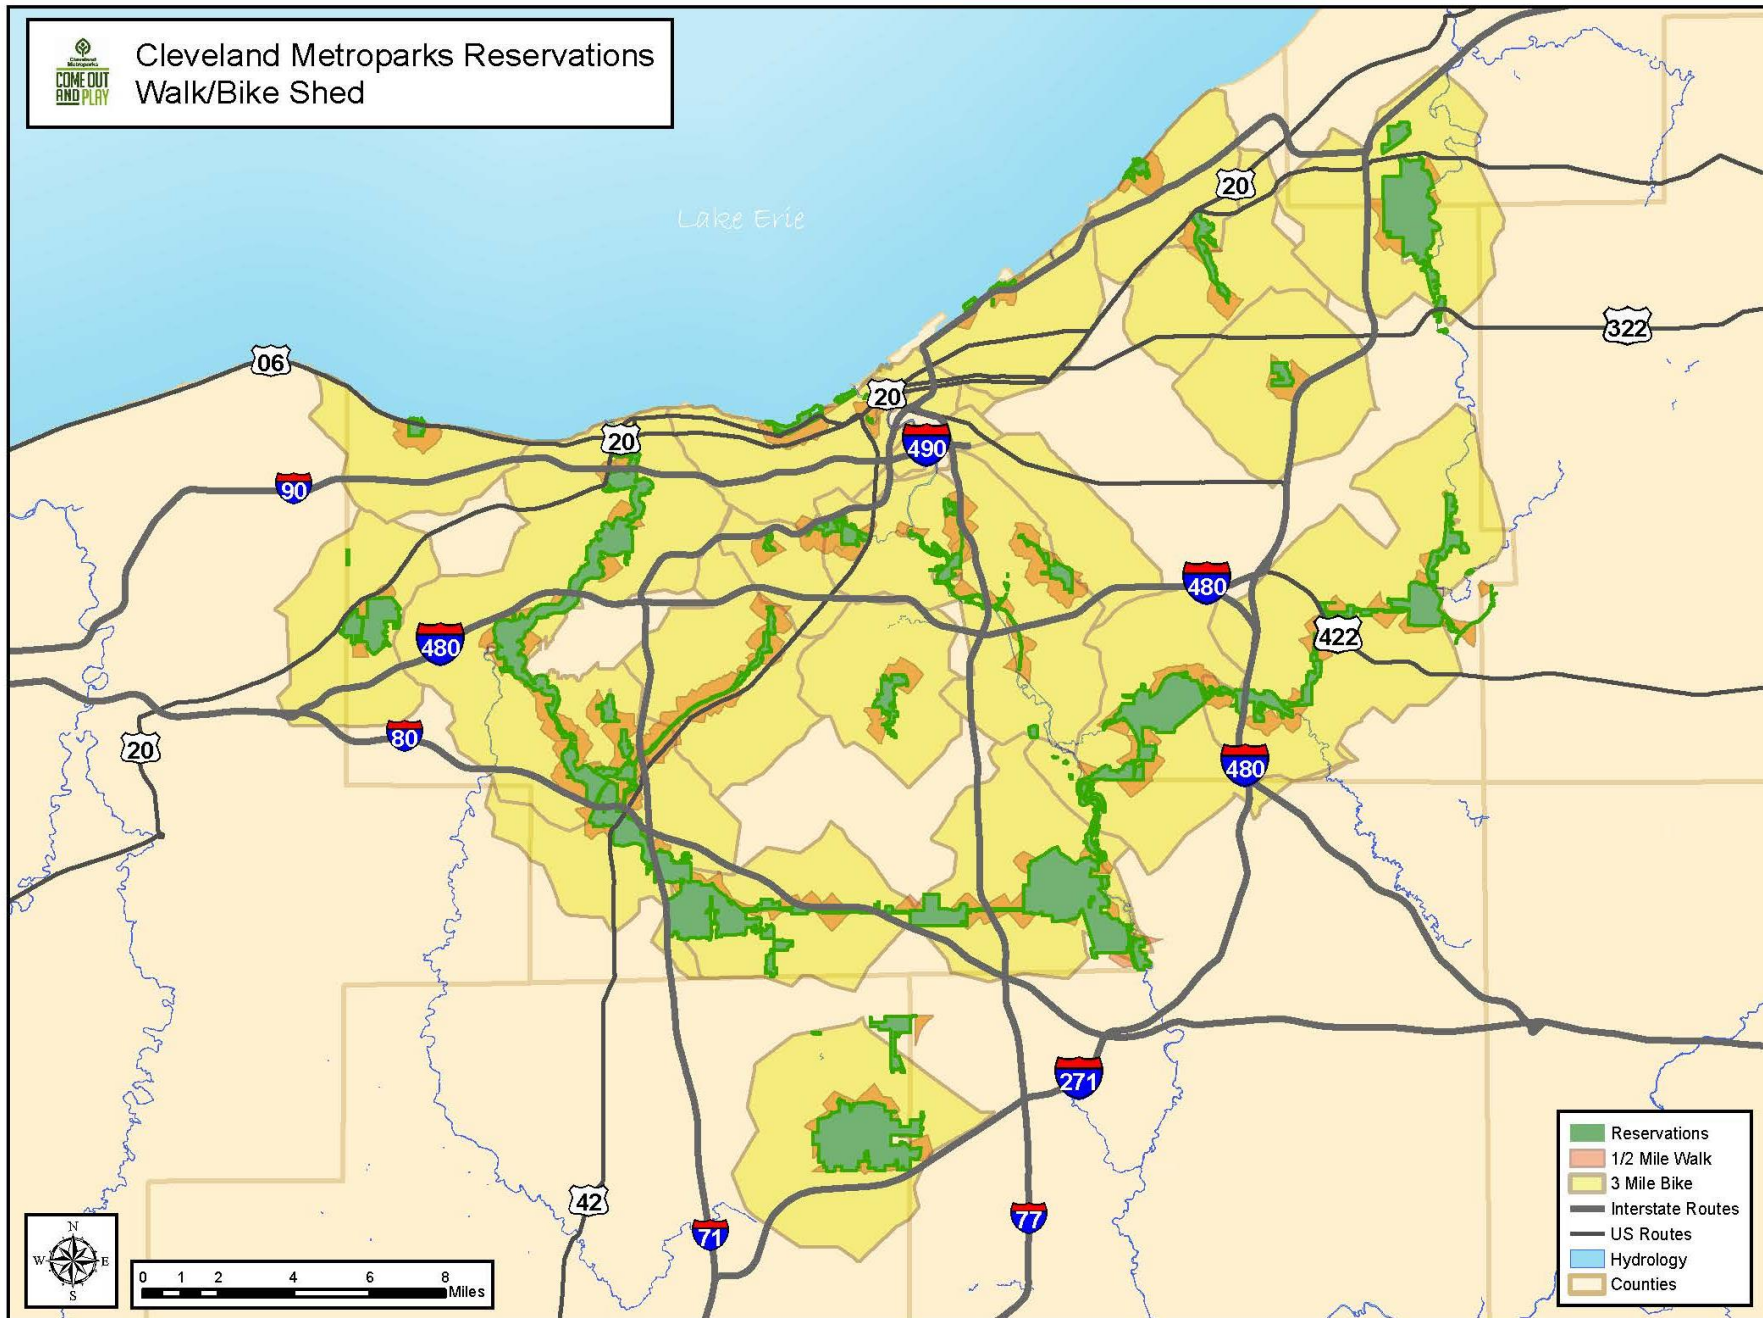 Cleveland Metroparks Reservations
Walk/Bike Shed
Cleveland
Metroparks
COME OUT
AND PLAY
Lake Erie
20
322
06
20
20
490
90
480
480
422
80
20
480
271
42
71
77
Reservations
1/2 Mile Walk
3 Mile Bike
Interstate Routes
US Routes
Hydrology
Counties
N
W E
S
0 1 2 4 6 8
Miles